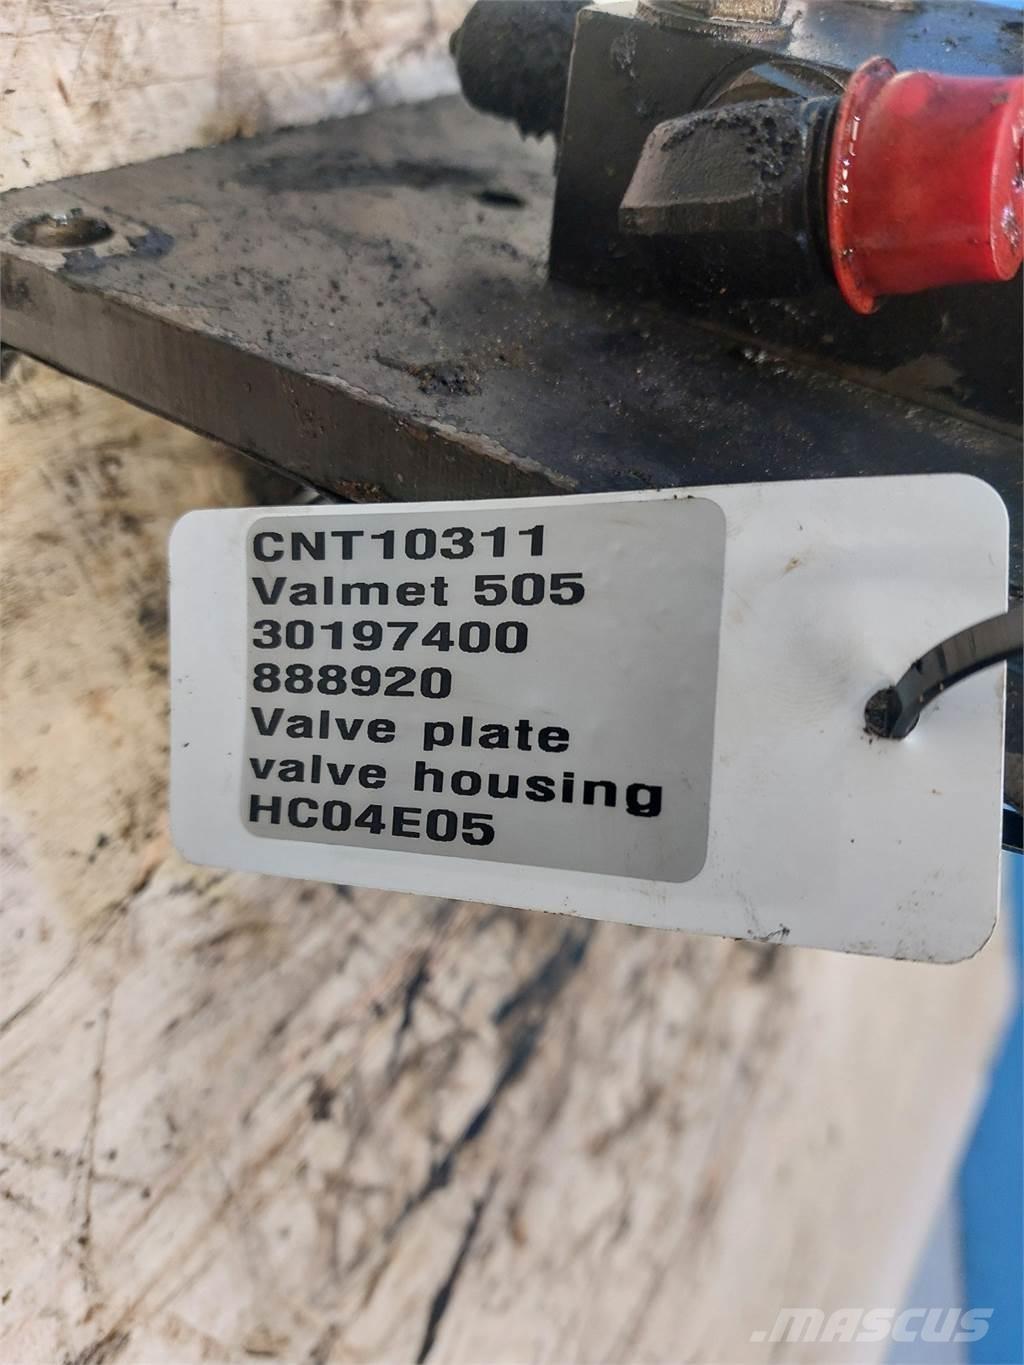 CNT10311
Valmet 505
30197400
888920
Valve plate
valve housing
HC04E05
.MASCUS